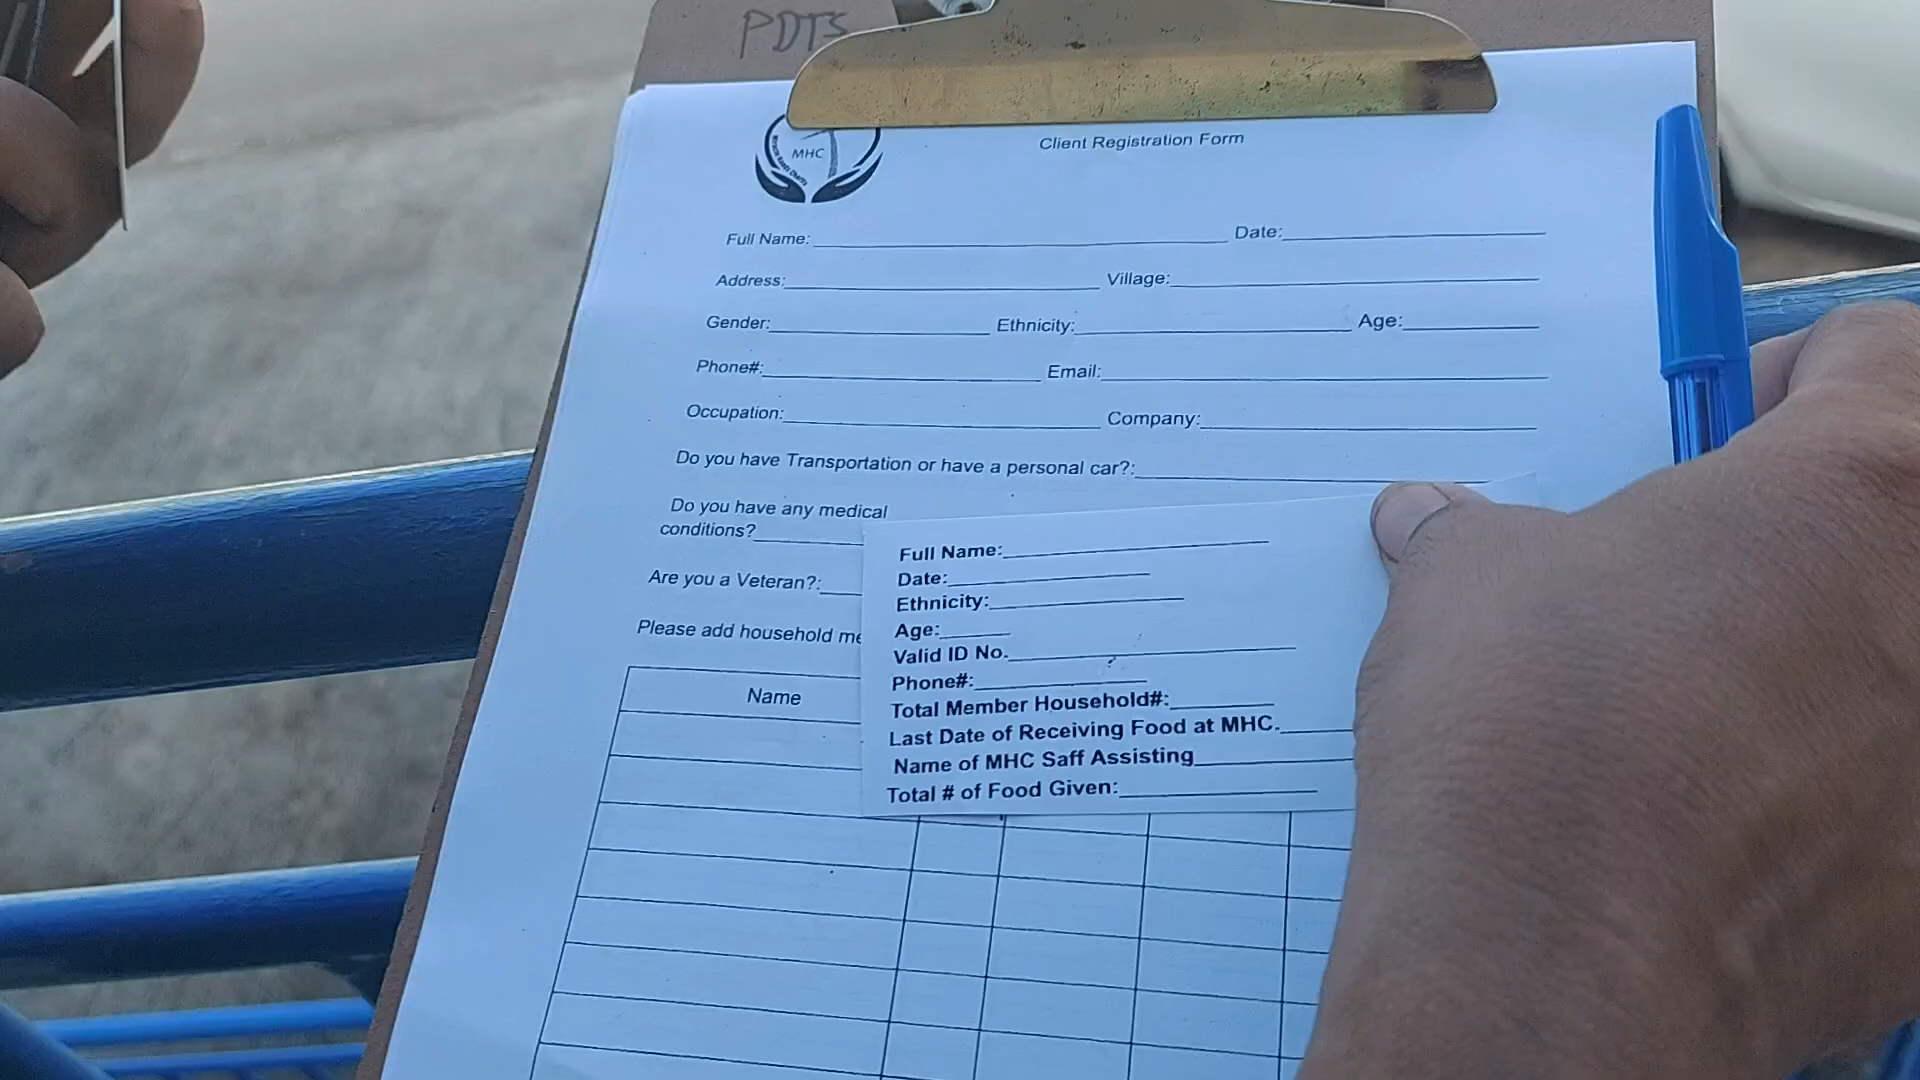 PDTS
MHC
Client Registration Form
Full Name: Date:
Address: Village:
Gender: Ethnicity: Age:
Phone#: Email:
Occupation: Company:
Do you have Transportation or have a personal car?:
Do you have any medical
conditions?
Are you a Veteran?:
Please add household
Name
Full Name:
Date:
Ethnicity:
Age:
Valid ID No.
Phone#:
Total Member Household#:
Last Date of Receiving Food at MHC.
Name of MHC Saff Assisting
Total # of Food Given: